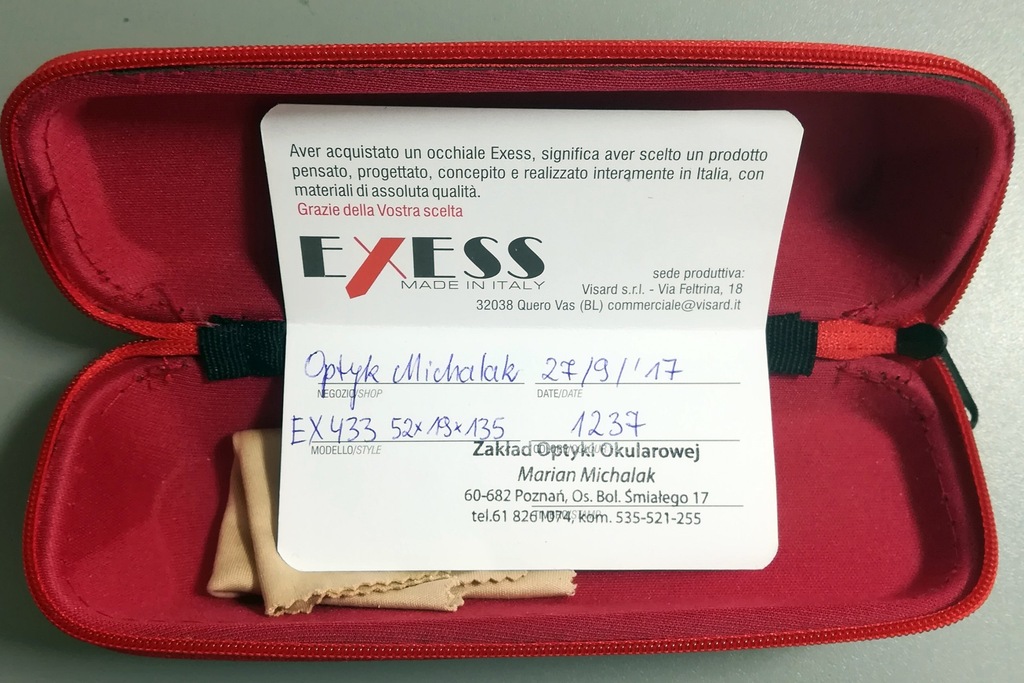 Aver acquistato un occhiale Exess, significa aver scelto un prodotto
pensato, progettato, concepito e realizzato interamente in Italia, con
materiali di assoluta qualità.
Grazie della Vostra scelta
EXESS
MADE IN ITALY
sede produttiva:
Visard s.r.l. - Via Feltrina, 18
32038 Quero Vas (BL) commerciale@visard.it
Optyk Michalak 27/9/'17
NEGOZIO/SHOP DATE/DATE
EX433 52x19x135 1237
MODELLO/STYLE
Zakład Optyki Okularowej
Marian Michalak
60-682 Poznań, Os. Bol. Śmiałego 17
tel.61 8261-074, kom. 535-521-255